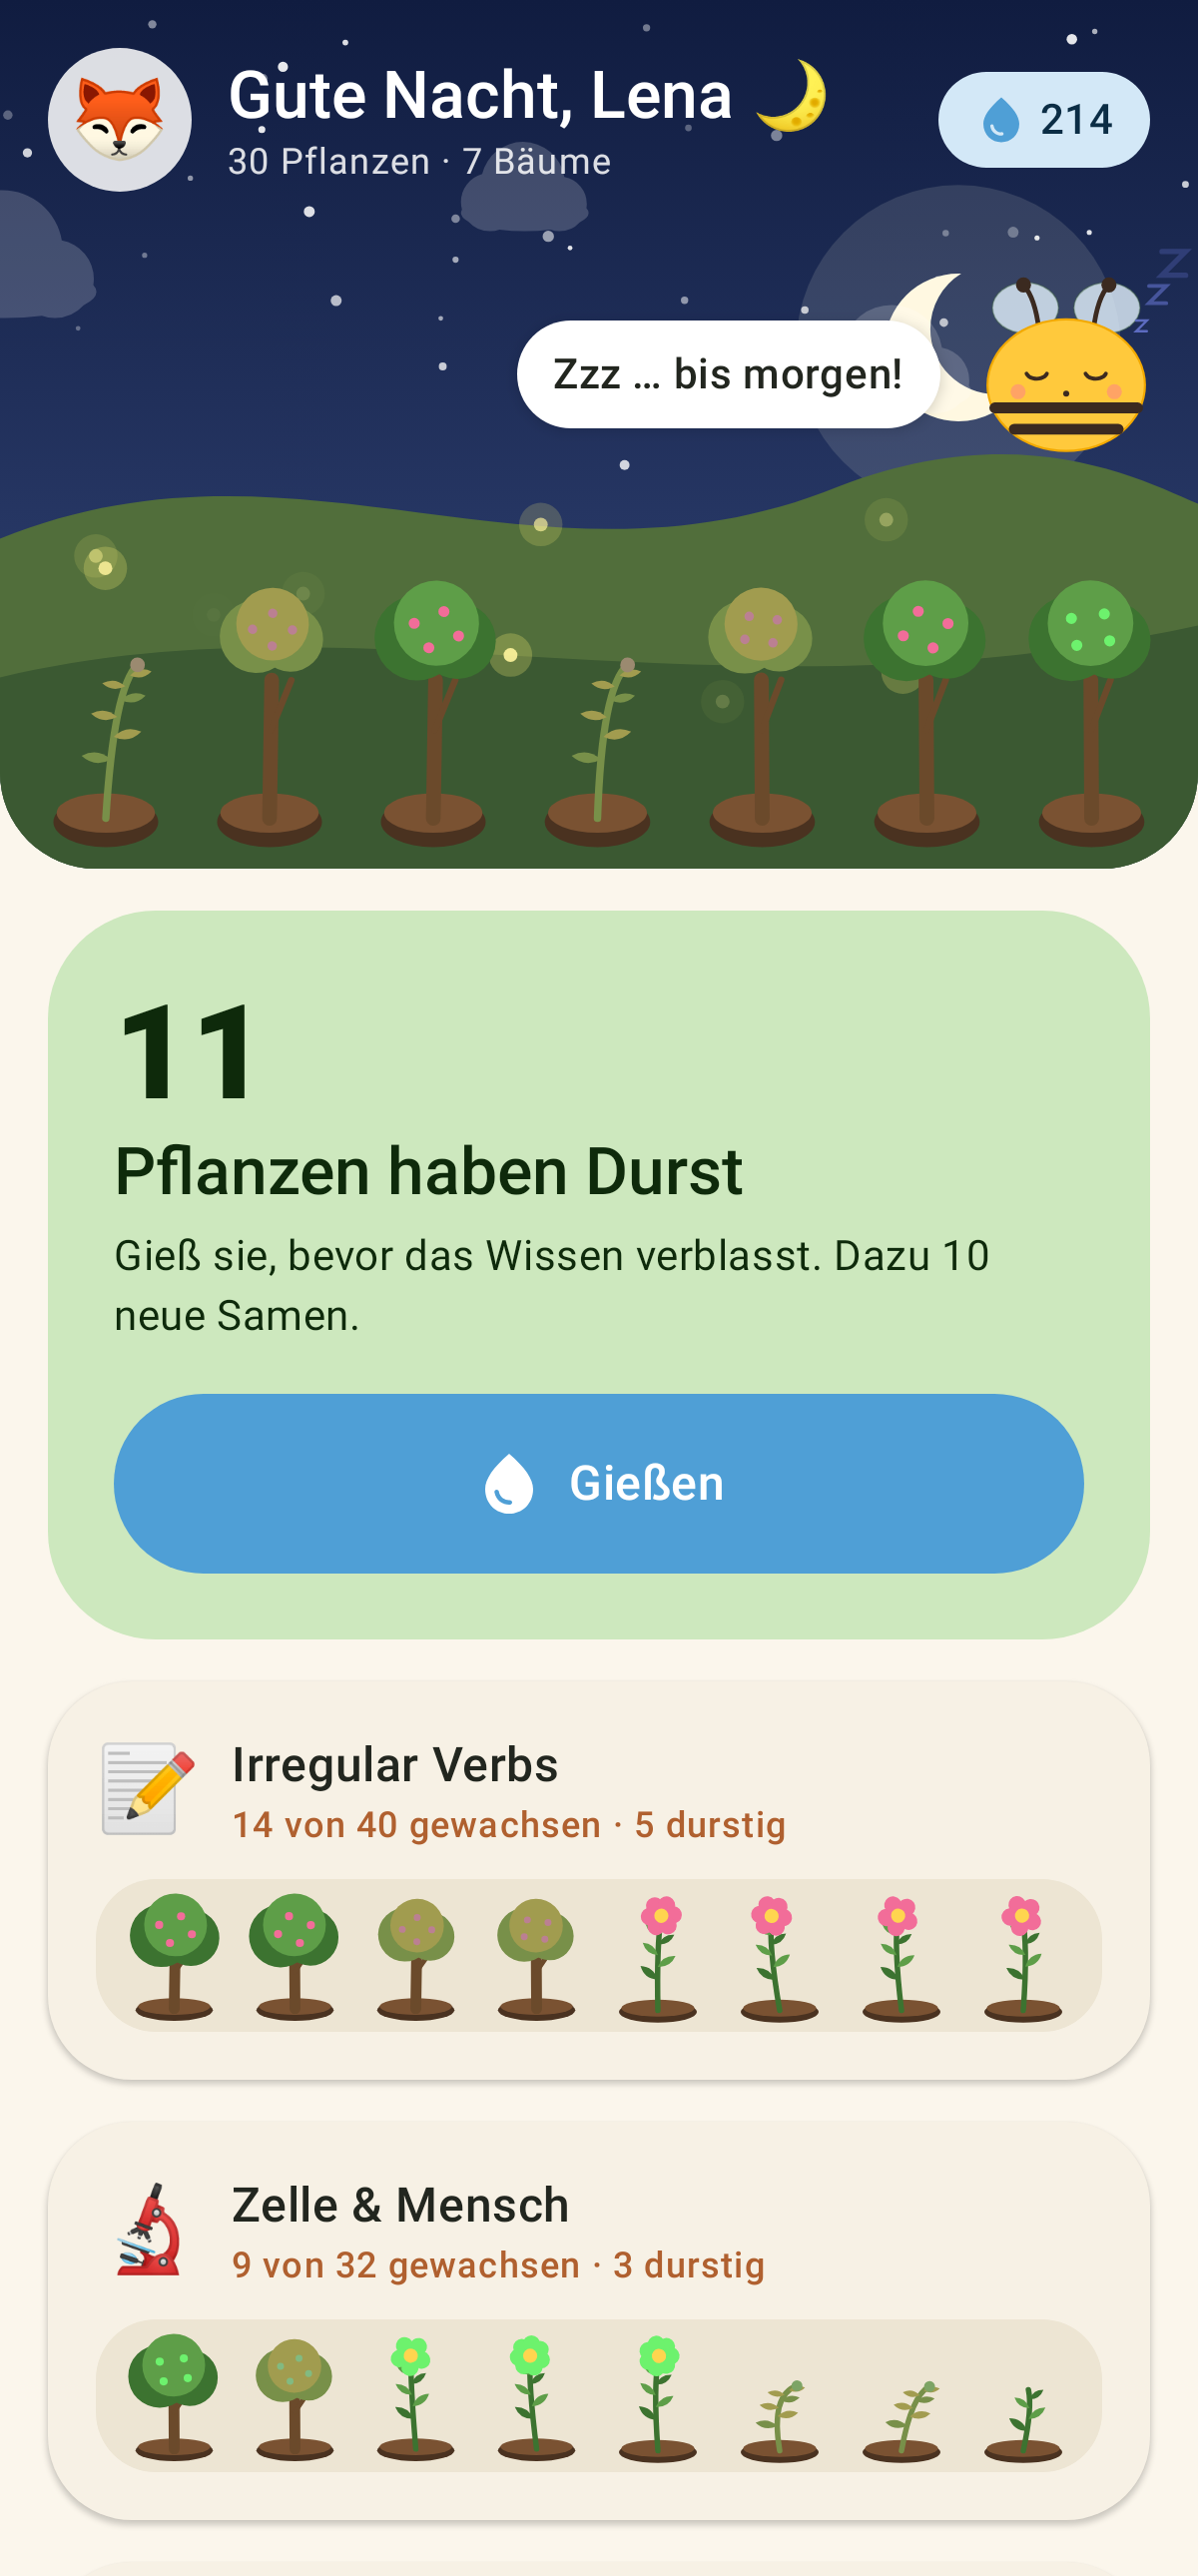 Gute Nacht, Lena 🌙
30 Pflanzen · 7 Bäume
214
Z
Z
Z
Zzz … bis morgen!
11
Pflanzen haben Durst
Gieß sie, bevor das Wissen verblasst. Dazu 10
neue Samen.
Gießen
Irregular Verbs
14 von 40 gewachsen · 5 durstig
Zelle & Mensch
9 von 32 gewachsen · 3 durstig